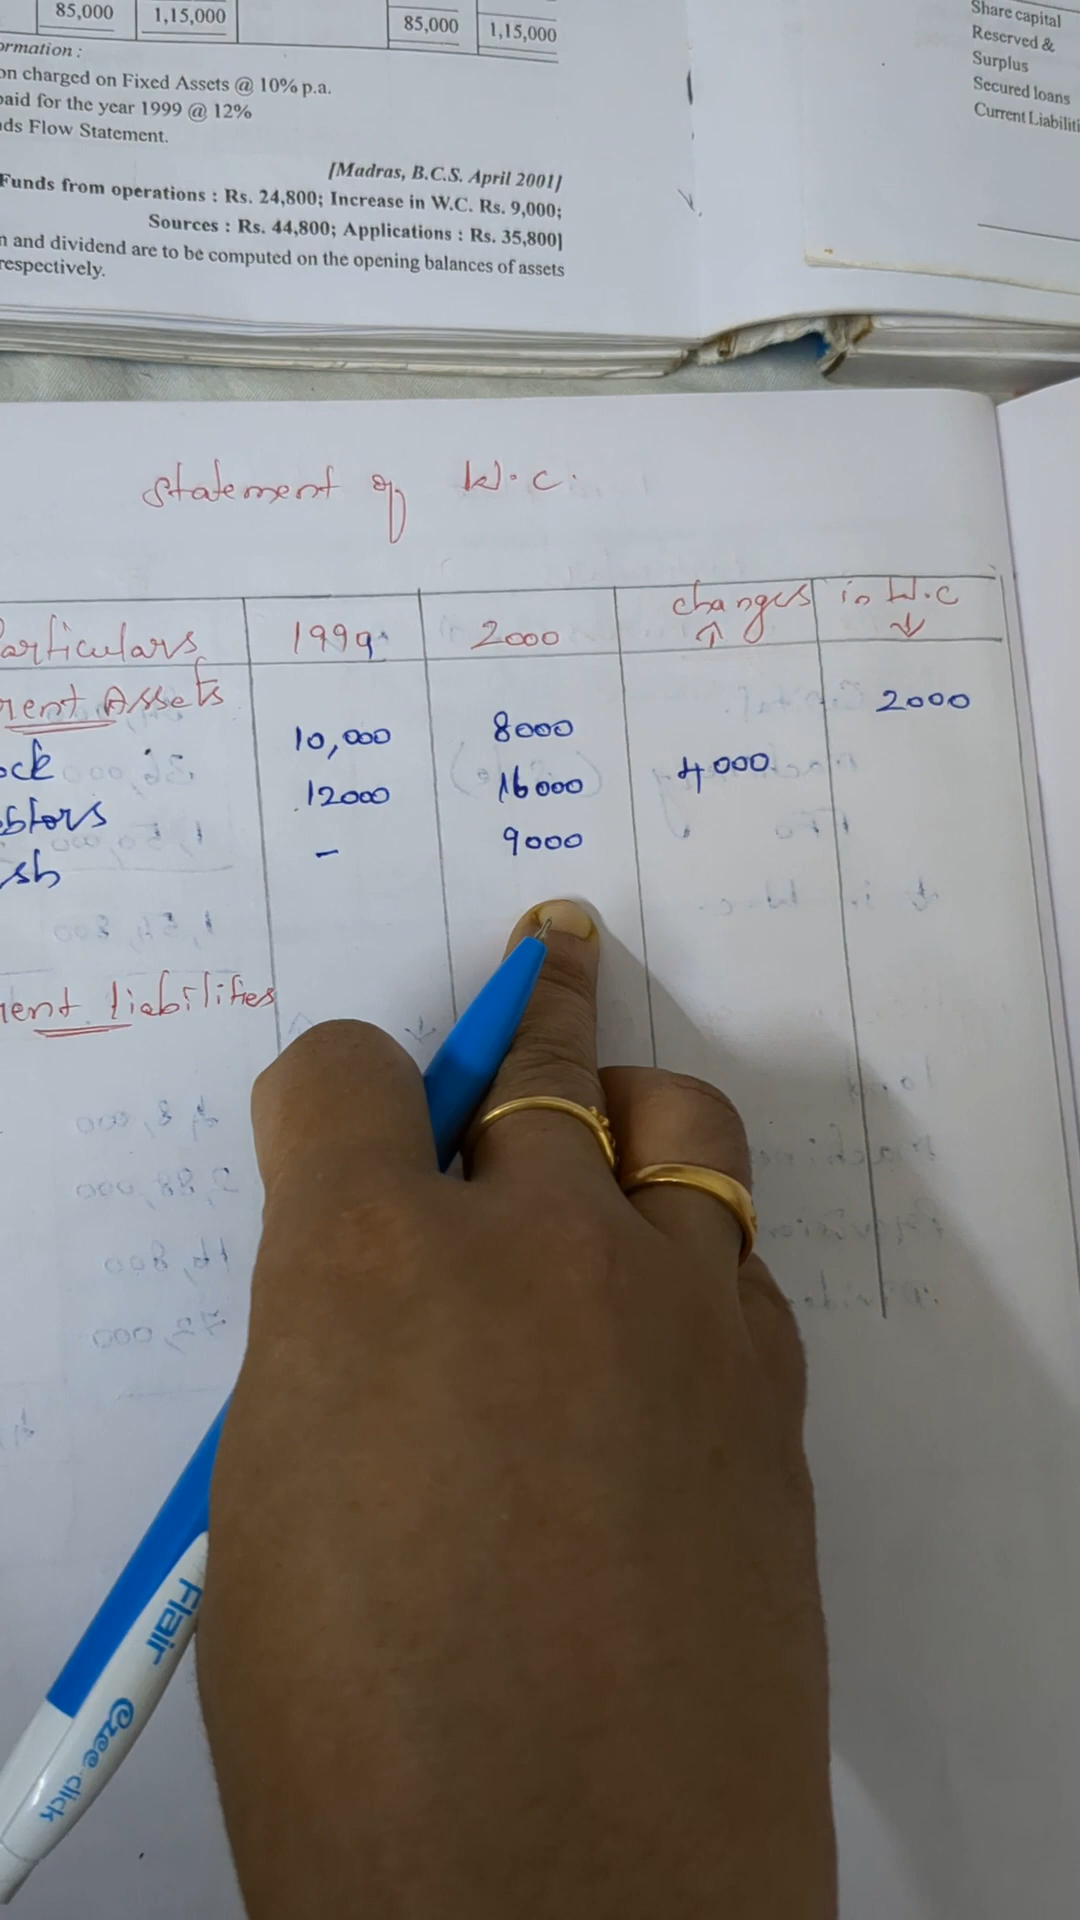 85,000 1,15,000 85,000 1,15,000
ormation :
on charged on Fixed Assets @ 10% p.a.
paid for the year 1999 @ 12%
ds Flow Statement.
[Madras, B.C.S. April 2001]
Funds from operations : Rs. 24,800; Increase in W.C. Rs. 9,000;
Sources : Rs. 44,800; Applications : Rs. 35,800]
n and dividend are to be computed on the opening balances of assets
respectively.
Share capital
Reserved &
Surplus
Secured loans
Current Liabiliti
Statement of W.C.
Particulars 1999 2000 changes in W.C
↑ ↓
rent Assets
ock 10,000 8000 2000
btors 12000 16000 4000
sh - 9000
rent liabilities
Flair Ezee-click